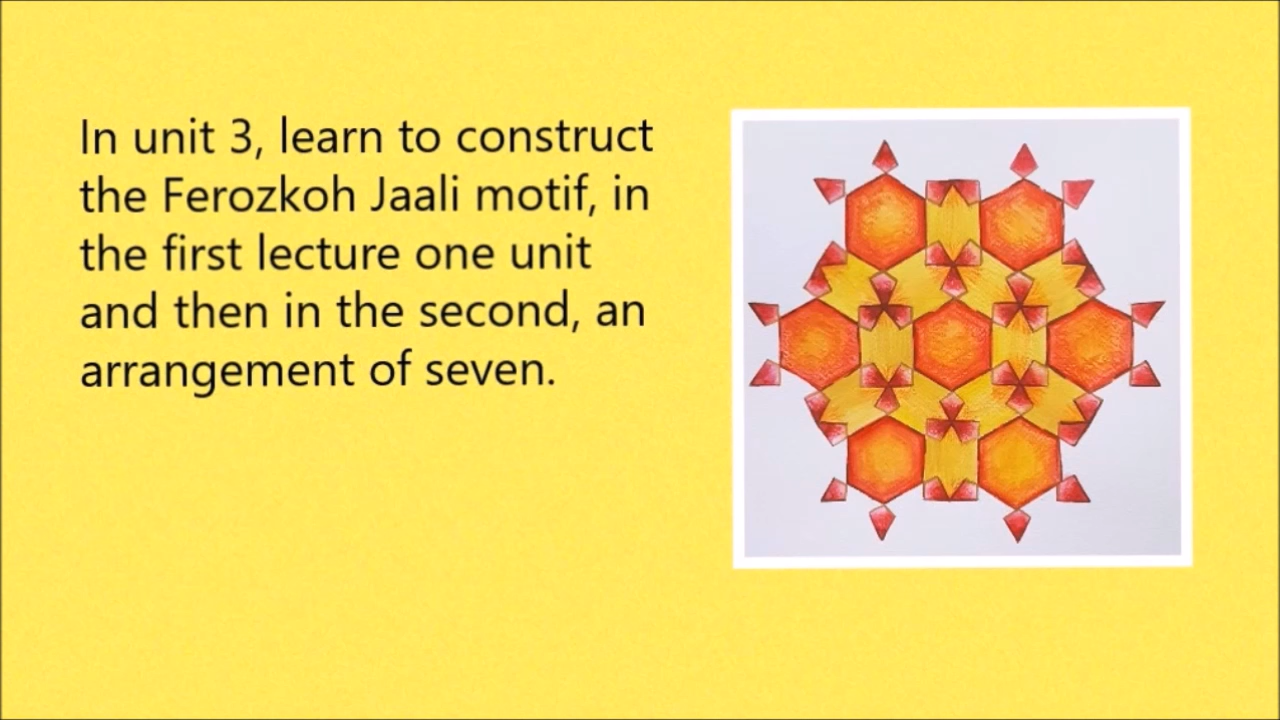 In unit 3, learn to construct
the Ferozkoh Jaali motif, in
the first lecture one unit
and then in the second, an
arrangement of seven.